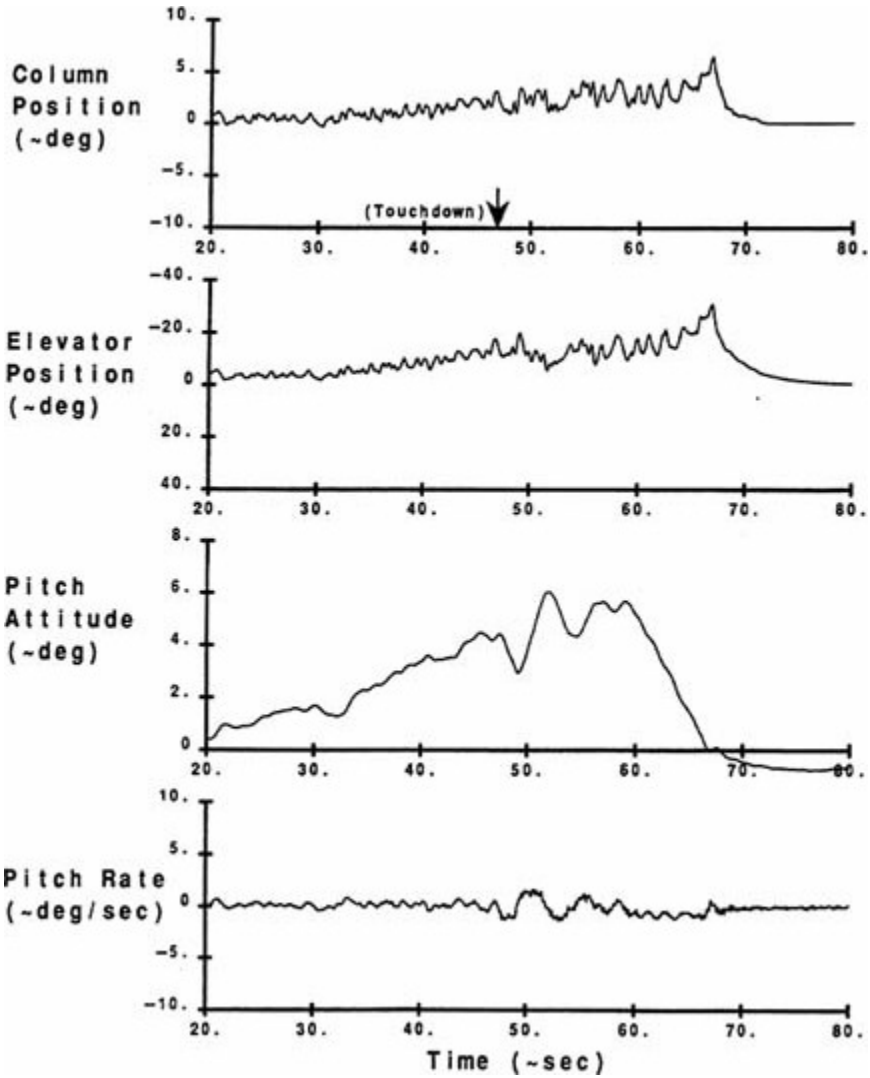 10.
5.
Column
Position
(~deg)
0
-5.
-10.
(Touchdown)
20. 30. 40. 50. 60. 70. 80.
-40.
-20.
Elevator
Position
(~deg)
0
20.
40.
20. 30. 40. 50. 60. 70. 80.
8.
Pitch
Attitude
(~deg)
6.
4.
2.
0
20. 30. 40. 50. 60. 70. 80.
10.
5.
Pitch Rate
(~deg/sec)
0
-5.
-10.
20. 30. 40. 50. 60. 70. 80.
Time (~sec)